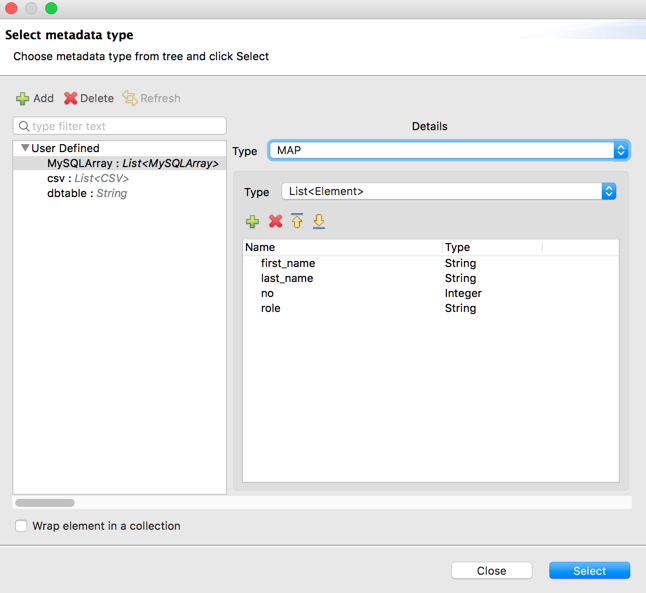 Select metadata type
Choose metadata type from tree and click Select
Add Delete Refresh
type filter text
Details
User Defined
MySQLArray : List<MySQLArray>
csv : List<CSV>
dbtable : String
Type MAP
Type List<Element>
Name Type
first_name String
last_name String
no Integer
role String
Wrap element in a collection
Close Select